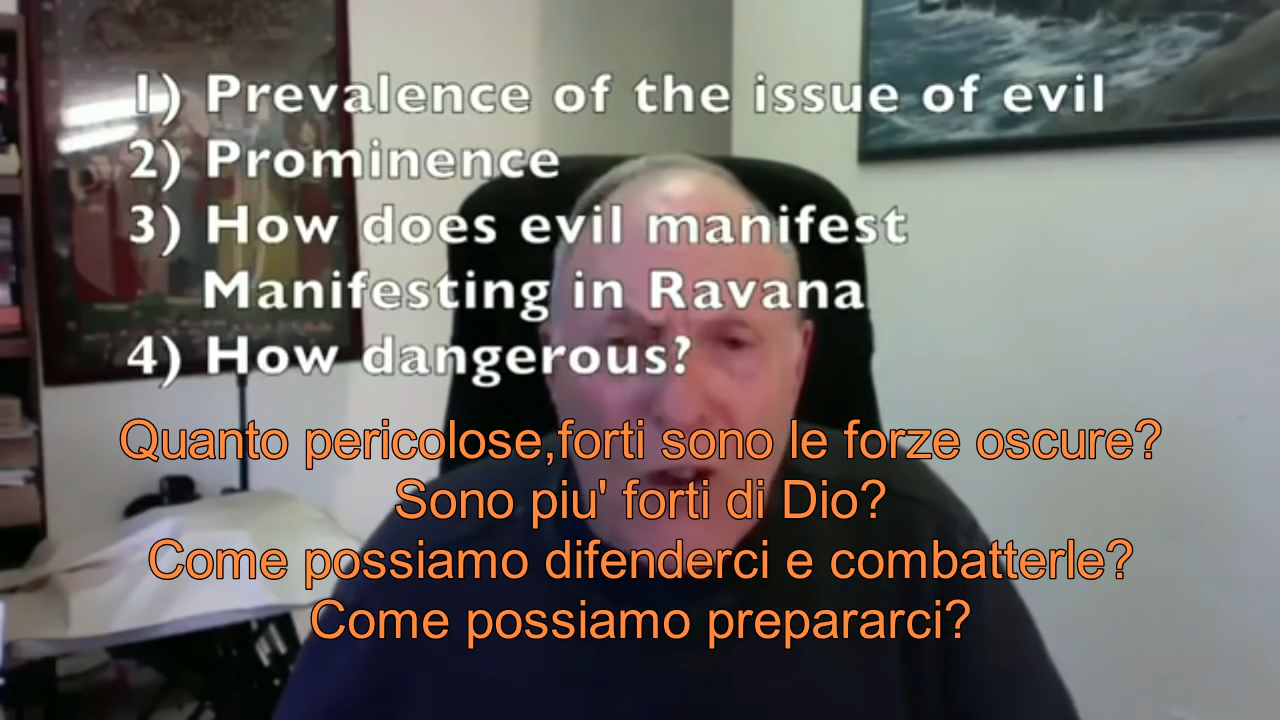 1) Prevalence of the issue of evil
2) Prominence
3) How does evil manifest
Manifesting in Ravana
4) How dangerous?
Quanto pericolose,forti sono le forze oscure?
Sono piu' forti di Dio?
Come possiamo difenderci e combatterle?
Come possiamo prepararci?